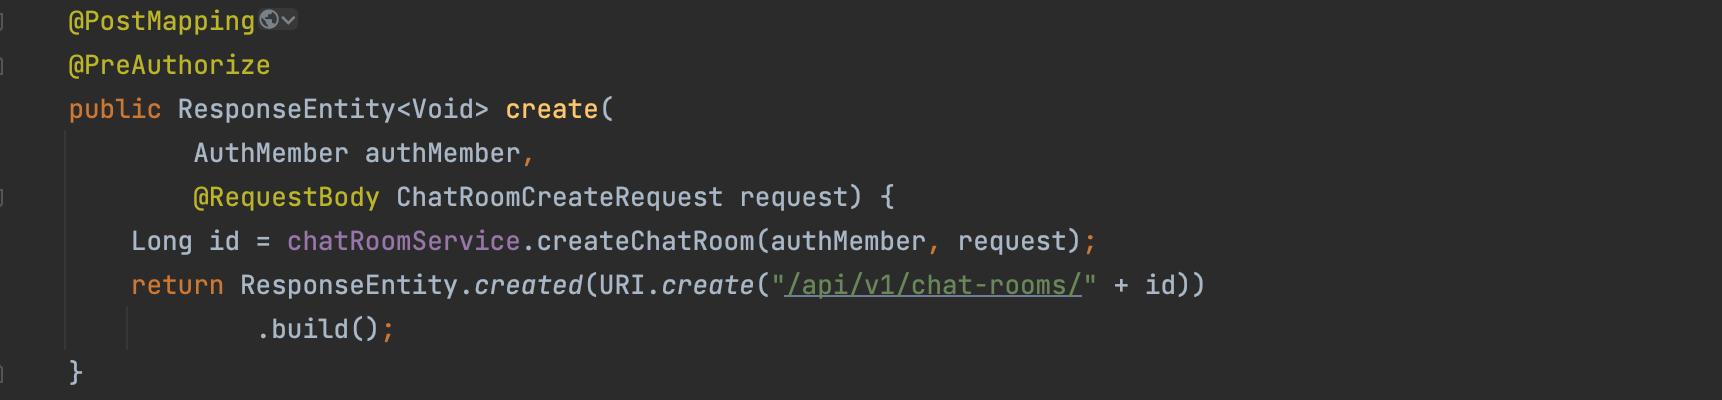 @PostMapping
@PreAuthorize
public ResponseEntity<Void> create(
AuthMember authMember,
@RequestBody ChatRoomCreateRequest request) {
Long id = chatRoomService.createChatRoom(authMember, request);
return ResponseEntity.created(URI.create("/api/v1/chat-rooms/" + id))
.build();
}